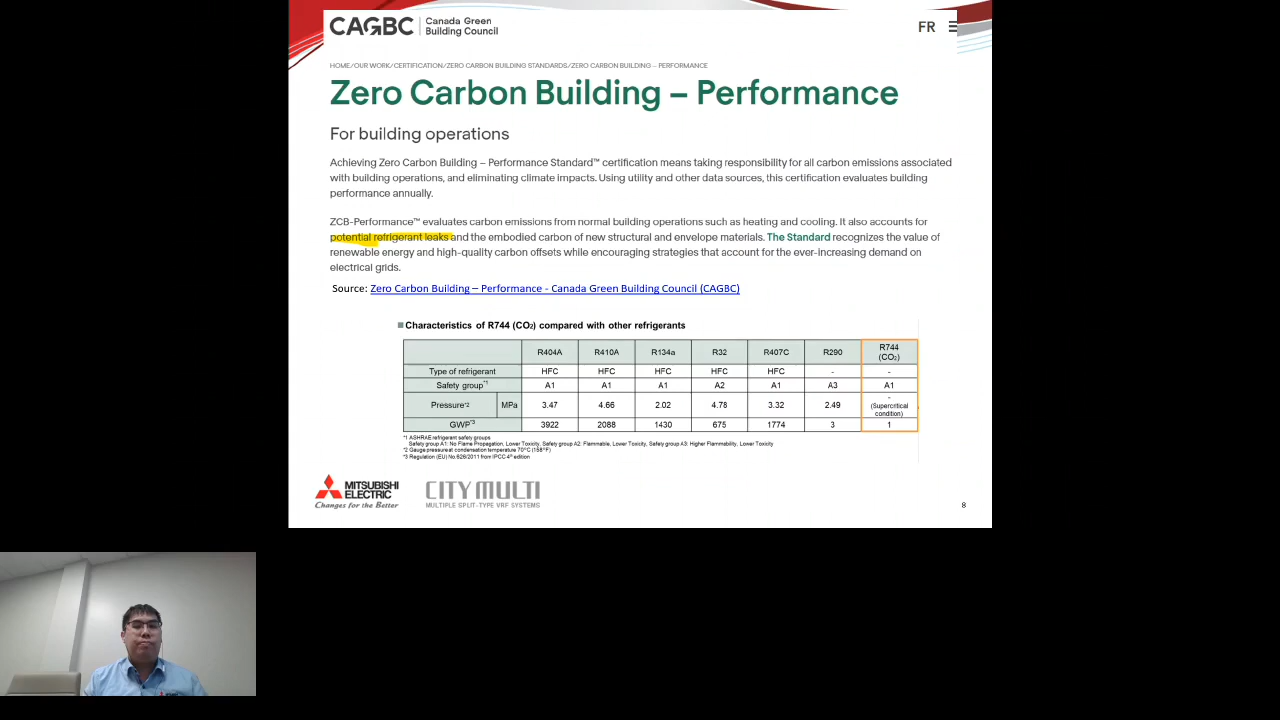 CAGBC | Canada Green Building Council
FR
HOME/OUR WORK/CERTIFICATION/ZERO CARBON BUILDING STANDARDS/ZERO CARBON BUILDING – PERFORMANCE
Zero Carbon Building – Performance
For building operations
Achieving Zero Carbon Building – Performance Standard™ certification means taking responsibility for all carbon emissions associated
with building operations, and eliminating climate impacts. Using utility and other data sources, this certification evaluates building
performance annually.
ZCB-Performance™ evaluates carbon emissions from normal building operations such as heating and cooling. It also accounts for
potential refrigerant leaks and the embodied carbon of new structural and envelope materials. The Standard recognizes the value of
renewable energy and high-quality carbon offsets while encouraging strategies that account for the ever-increasing demand on
electrical grids.
Source: Zero Carbon Building – Performance - Canada Green Building Council (CAGBC)
Characteristics of R744 (CO₂) compared with other refrigerants
R404A R410A R134a R32 R407C R290 R744 (CO₂)
Type of refrigerant HFC HFC HFC HFC HFC - -
Safety group*1 A1 A1 A1 A2 A1 A3 A1
Pressure*2 MPa 3.47 4.66 2.02 4.78 3.32 2.49 - (Supercritical condition)
GWP*3 3922 2088 1430 675 1774 3 1
*1 ASHRAE refrigerant safety groups
Safety group A1: No Flame Propagation, Lower Toxicity, Safety group A2: Flammable, Lower Toxicity, Safety group A3: Higher Flammability, Lower Toxicity
*2 Gauge pressure at condensation temperature 70°C (158°F)
*3 Regulation (EU) No.626/2011 from IPCC 4th edition
MITSUBISHI
ELECTRIC
Changes for the Better
CITY MULTI
MULTIPLE SPLIT-TYPE VRF SYSTEMS
8